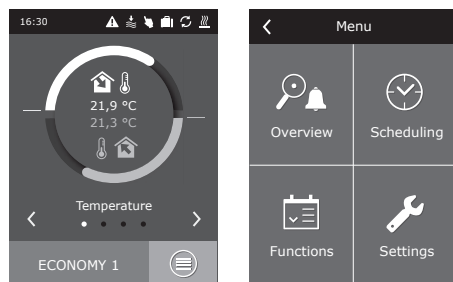 16:30
21,9 °C
21,3 °C
Temperature
ECONOMY 1
Menu
Overview
Scheduling
Functions
Settings